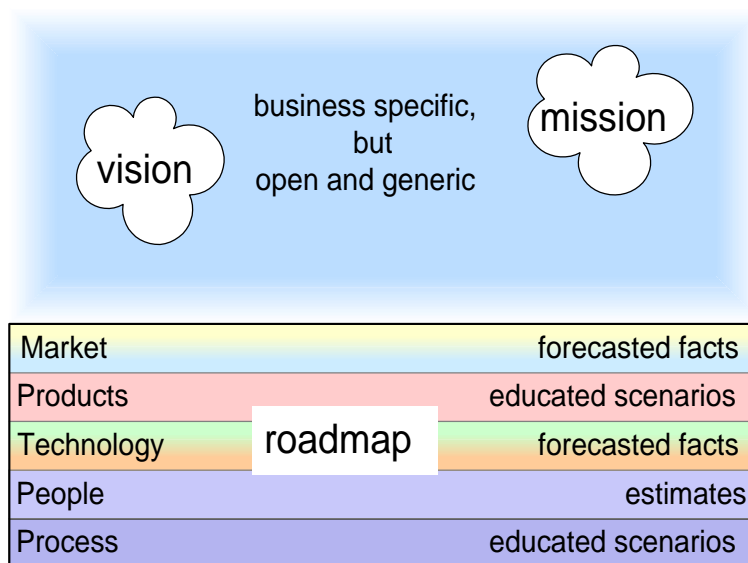 vision
business specific,
but
open and generic
mission
Market forecasted facts
Products educated scenarios
roadmap
Technology forecasted facts
People estimates
Process educated scenarios